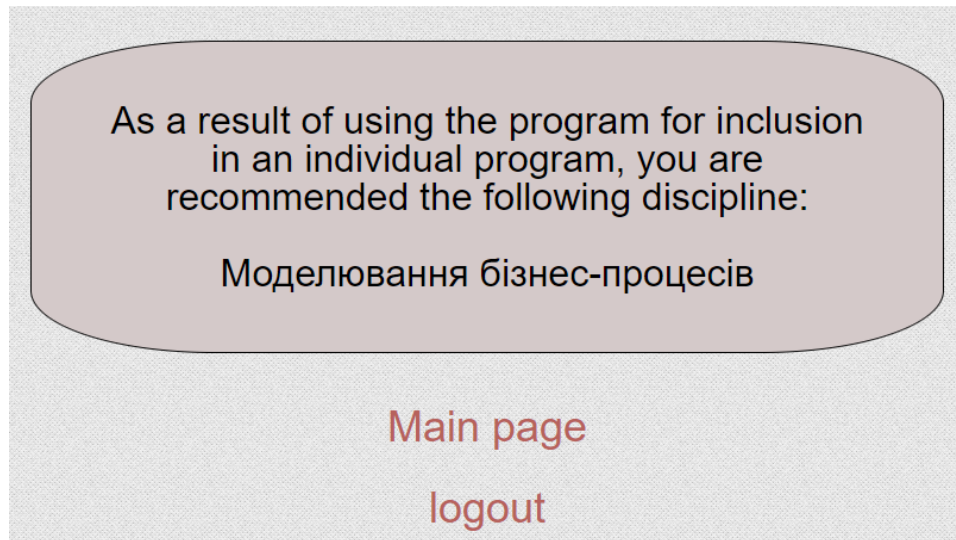 As a result of using the program for inclusion
in an individual program, you are
recommended the following discipline:
Моделювання бізнес-процесів
Main page
logout